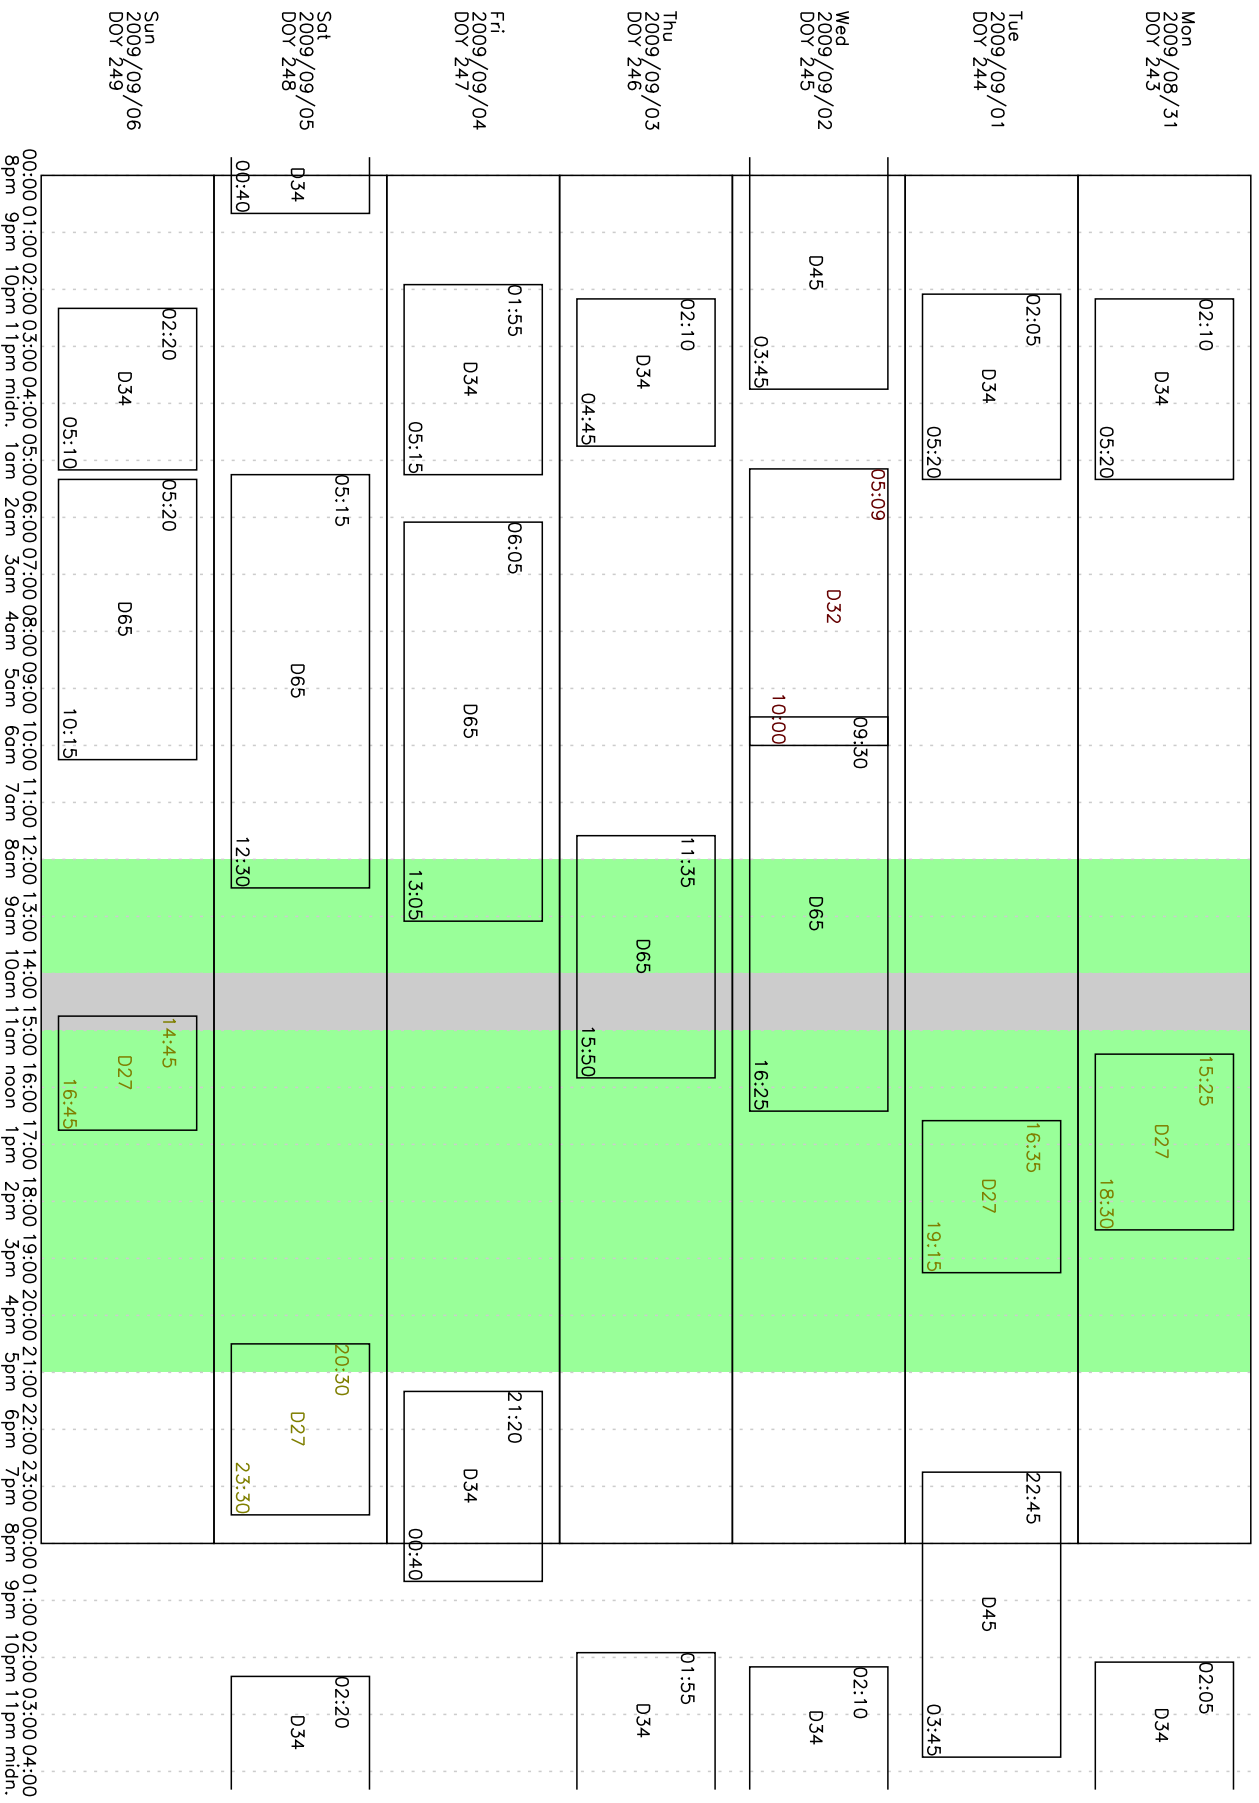 Mon
2009/08/31
DOY 243
02:10
D34
05:20
15:25
D27
18:30
02:05
D34
Tue
2009/09/01
DOY 244
02:05
D34
05:20
16:35
D27
19:15
22:45
D45
03:45
Wed
2009/09/02
DOY 245
D45
03:45
05:09
D32
10:00
09:30
D65
16:25
02:10
D34
Thu
2009/09/03
DOY 246
02:10
D34
04:45
11:35
D65
15:50
01:55
D34
Fri
2009/09/04
DOY 247
01:55
D34
05:15
06:05
D65
13:05
21:20
D34
00:40
Sat
2009/09/05
DOY 248
D34
00:40
05:15
D65
12:30
20:30
D27
23:30
02:20
D34
Sun
2009/09/06
DOY 249
02:20
D34
05:10
05:20
D65
10:15
14:45
D27
16:45
00:00 01:00 02:00 03:00 04:00 05:00 06:00 07:00 08:00 09:00 10:00 11:00 12:00 13:00 14:00 15:00 16:00 17:00 18:00 19:00 20:00 21:00 22:00 23:00 00:00 01:00 02:00 03:00 04:00
8pm 9pm 10pm 11pm midn. 1am 2am 3am 4am 5am 6am 7am 8am 9am 10am 11am noon 1pm 2pm 3pm 4pm 5pm 6pm 7pm 8pm 9pm 10pm 11pm midn.